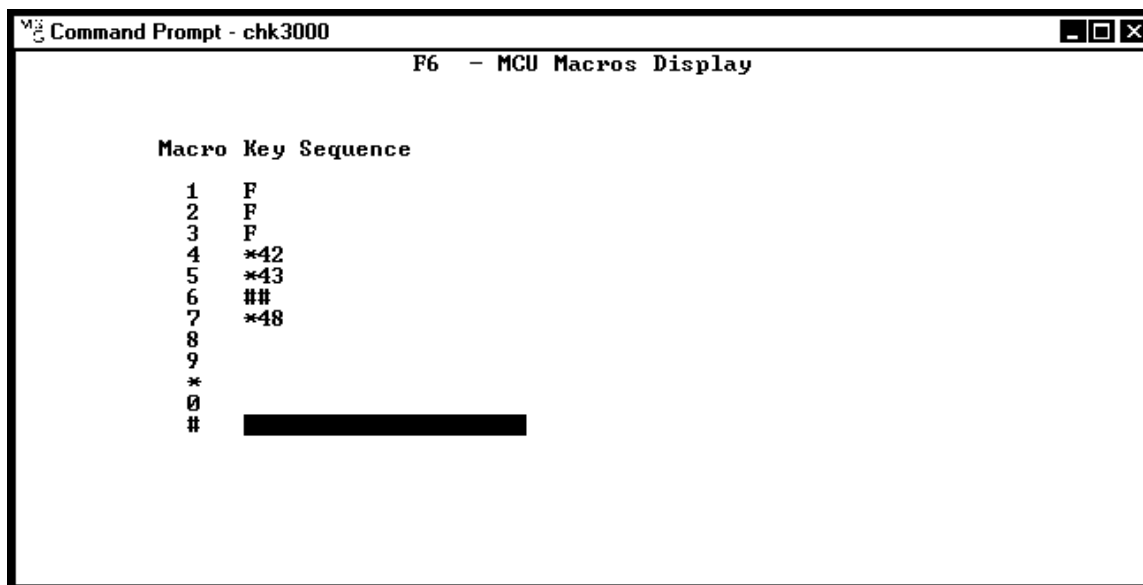 Command Prompt - chk3000
F6 - MCU Macros Display
Macro Key Sequence
1 F
2 F
3 F
4 *42
5 *43
6 ##
7 *48
8
9
*
0
#